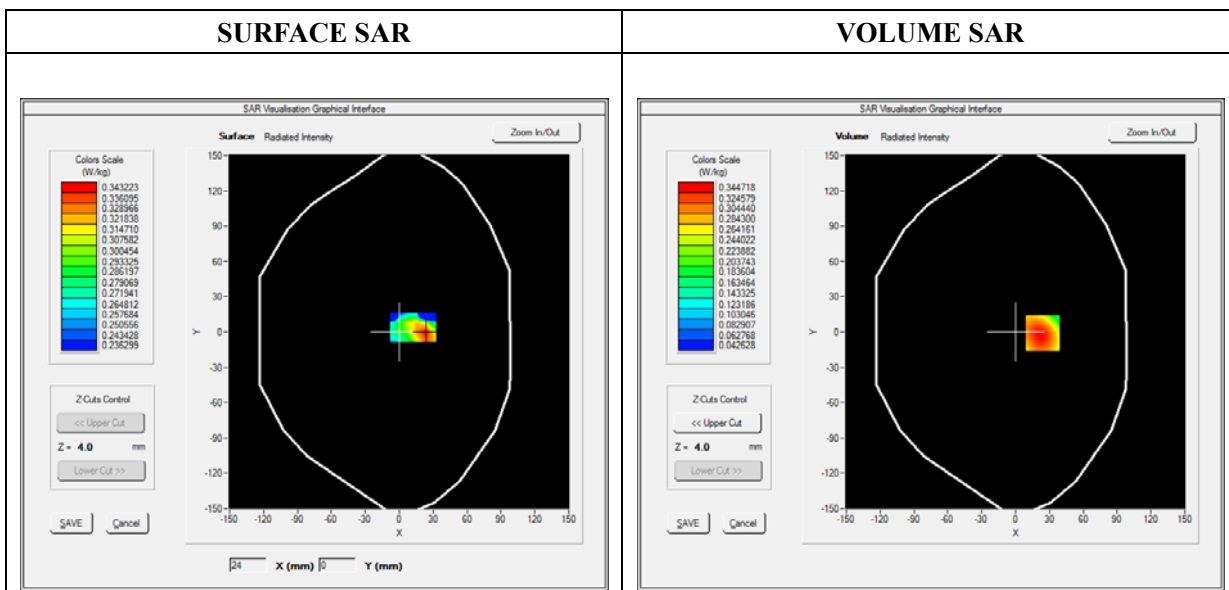 SURFACE SAR
VOLUME SAR
SAR Visualisation Graphical Interface
Surface Radiated Intensity
Zoom In/Out
Colors Scale
(W/kg)
0.343223
0.336095
0.328966
0.321838
0.314710
0.307582
0.300454
0.293325
0.286197
0.279069
0.271941
0.264812
0.257684
0.250556
0.243428
0.236299
Z-Cuts Control
<< Upper Cut
Z = 4.0 mm
Lower Cut >>
SAVE Cancel
150
120
90
60
30
0
-30
-60
-90
-120
-150
Y
-150 -120 -90 -60 -30 0 30 60 90 120 150
X
24 X (mm) 0 Y (mm)
SAR Visualisation Graphical Interface
Volume Radiated Intensity
Zoom In/Out
Colors Scale
(W/kg)
0.344718
0.324579
0.304440
0.284300
0.264161
0.244022
0.223882
0.203743
0.183604
0.163464
0.143325
0.123186
0.103046
0.082907
0.062768
0.042628
Z-Cuts Control
<< Upper Cut
Z = 4.0 mm
Lower Cut >>
SAVE Cancel
150
120
90
60
30
0
-30
-60
-90
-120
-150
Y
-150 -120 -90 -60 -30 0 30 60 90 120 150
X